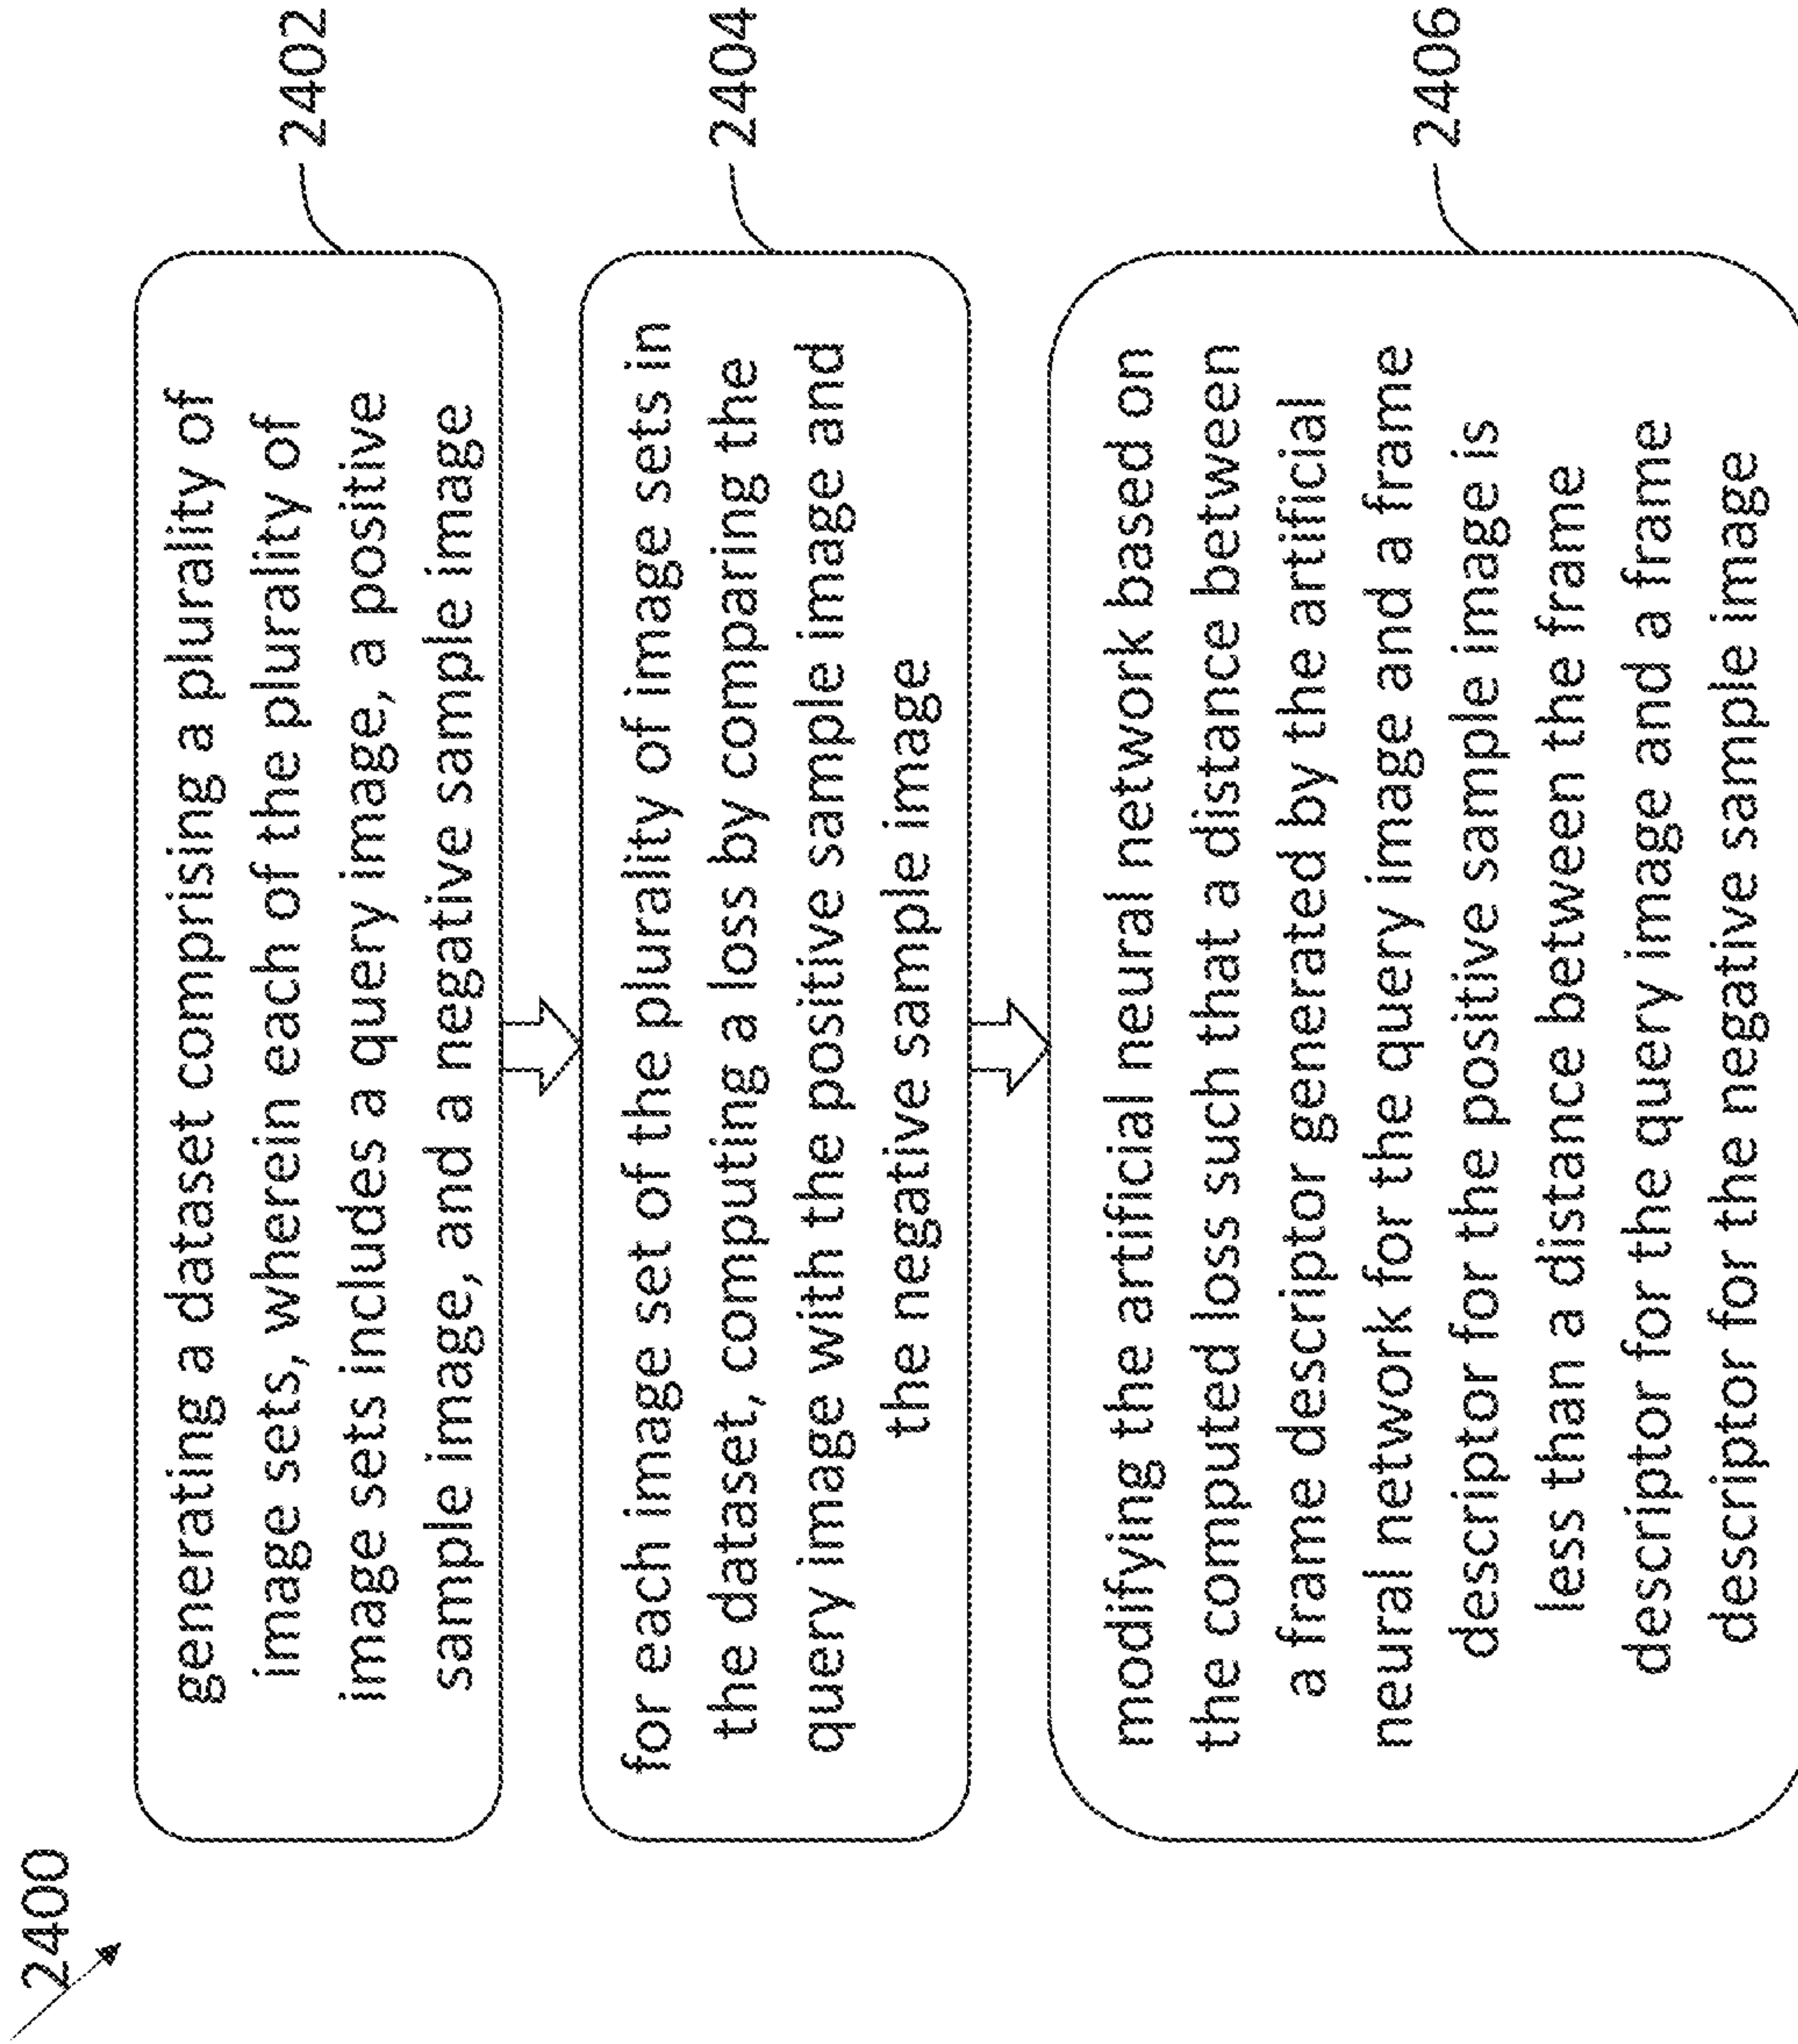 2400
generating a dataset comprising a plurality of
image sets, wherein each of the plurality of
image sets includes a query image, a positive
sample image, and a negative sample image
2402
for each image set of the plurality of image sets in
the dataset, computing a loss by comparing the
query image with the positive sample image and
the negative sample image
2404
modifying the artificial neural network based on
the computed loss such that a distance between
a frame descriptor generated by the artificial
neural network for the query image and a frame
descriptor for the positive sample image is
less than a distance between the frame
descriptor for the query image and a frame
descriptor for the negative sample image
2406